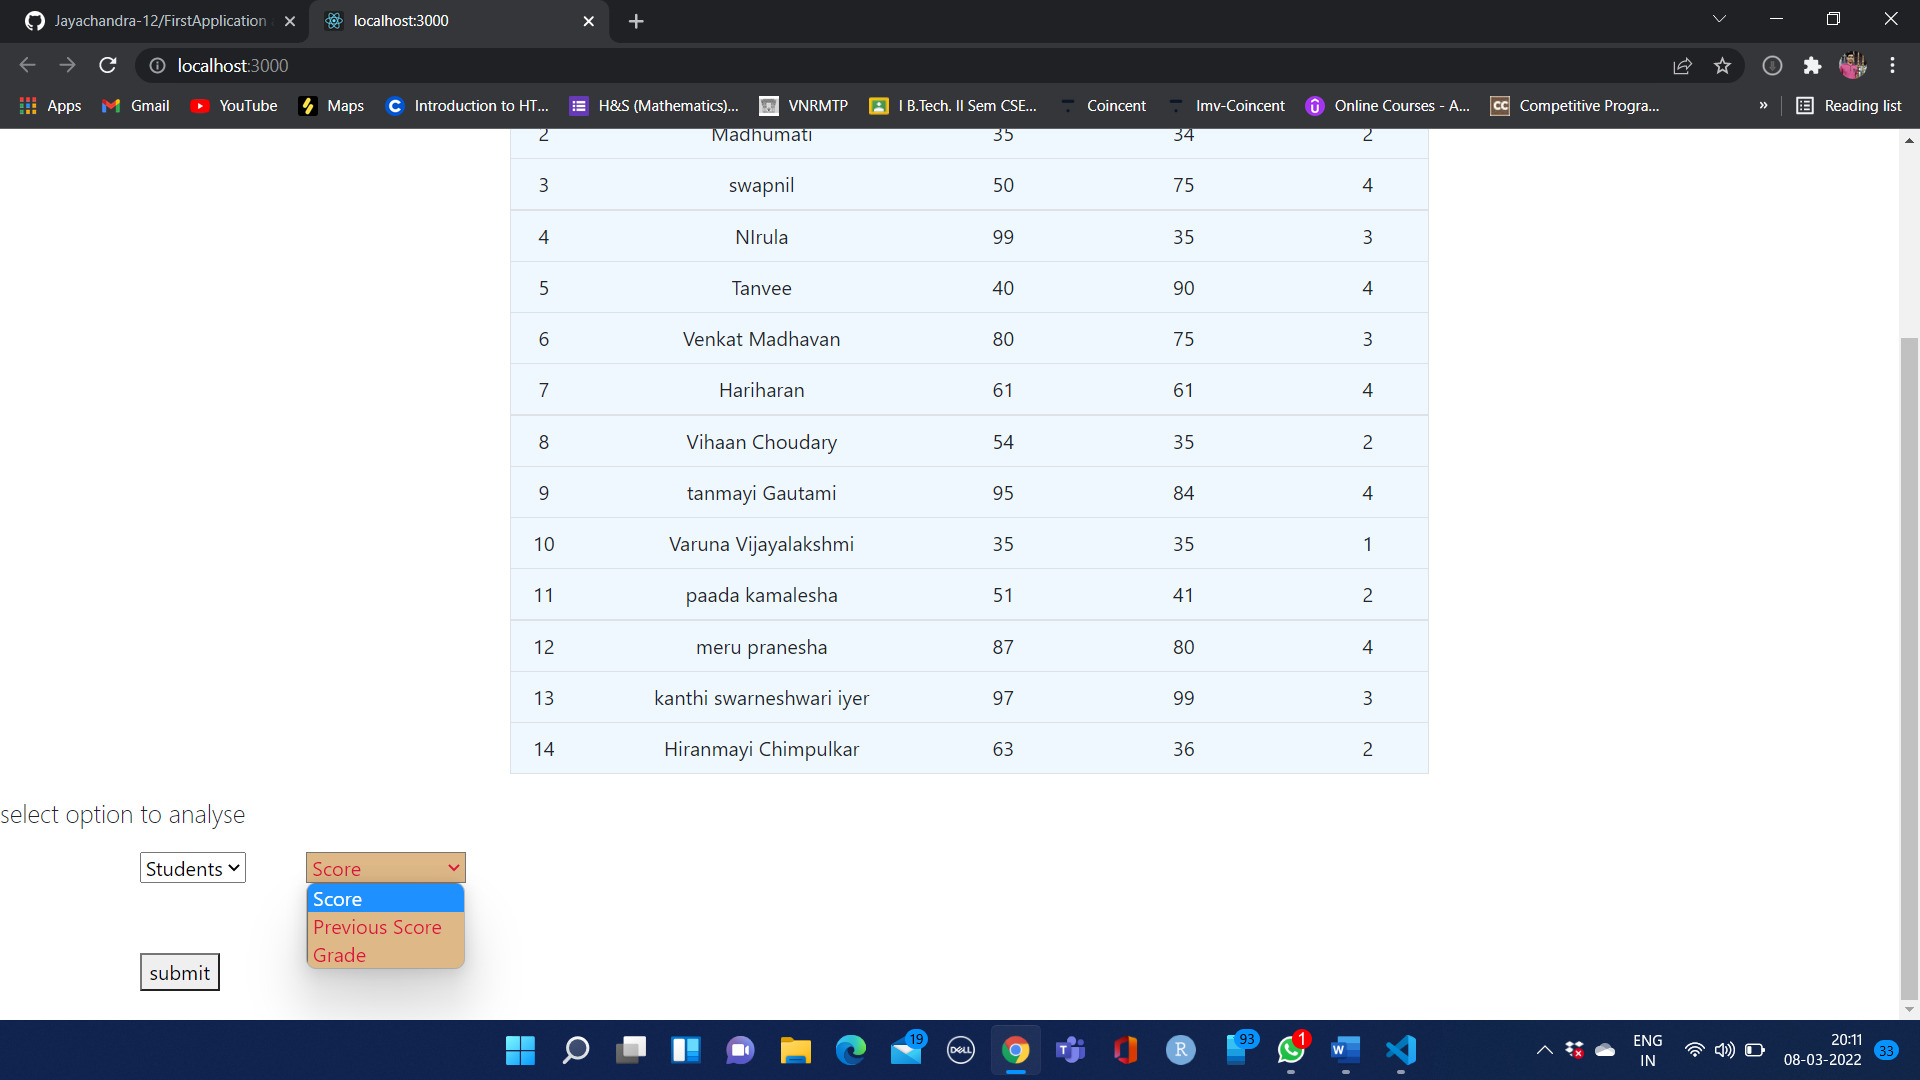 Jayachandra-12/FirstApplication
localhost:3000
localhost:3000
Apps Gmail YouTube Maps Introduction to HT... H&S (Mathematics)... VNRMTP I B.Tech. II Sem CSE... Coincent Imv-Coincent Online Courses - A... CC Competitive Progra... » Reading list
2 Madhumati 35 34 2
3 swapnil 50 75 4
4 NIrula 99 35 3
5 Tanvee 40 90 4
6 Venkat Madhavan 80 75 3
7 Hariharan 61 61 4
8 Vihaan Choudary 54 35 2
9 tanmayi Gautami 95 84 4
10 Varuna Vijayalakshmi 35 35 1
11 paada kamalesha 51 41 2
12 meru pranesha 87 80 4
13 kanthi swarneshwari iyer 97 99 3
14 Hiranmayi Chimpulkar 63 36 2
select option to analyse
Students Score
Score
Previous Score
Grade
submit
19 DELL R 93 1 W ENG 20:11
IN 08-03-2022 33